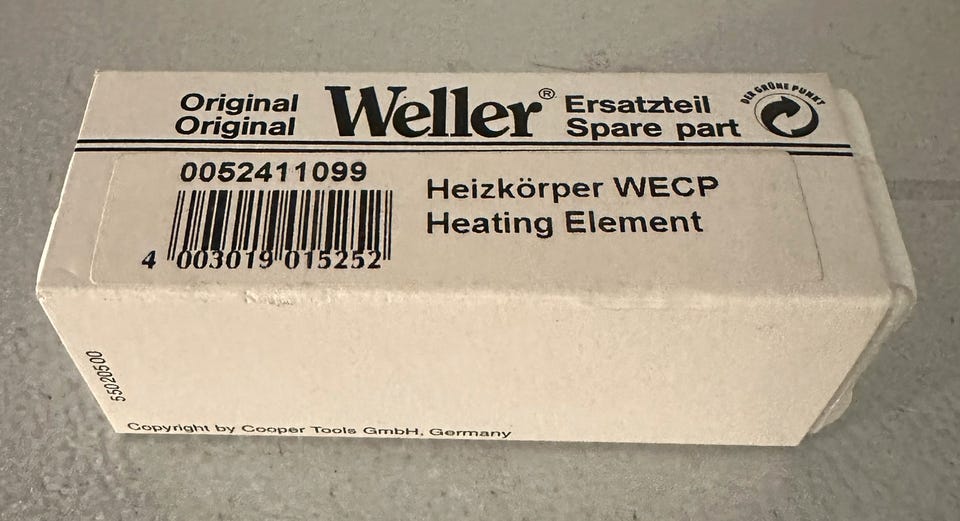 Original Weller® Ersatzteil
Original Spare part
DER GRÜNE PUNKT
0052411099
Heizkörper WECP
Heating Element
4 003019 015252
55020500
Copyright by Cooper Tools GmbH, Germany